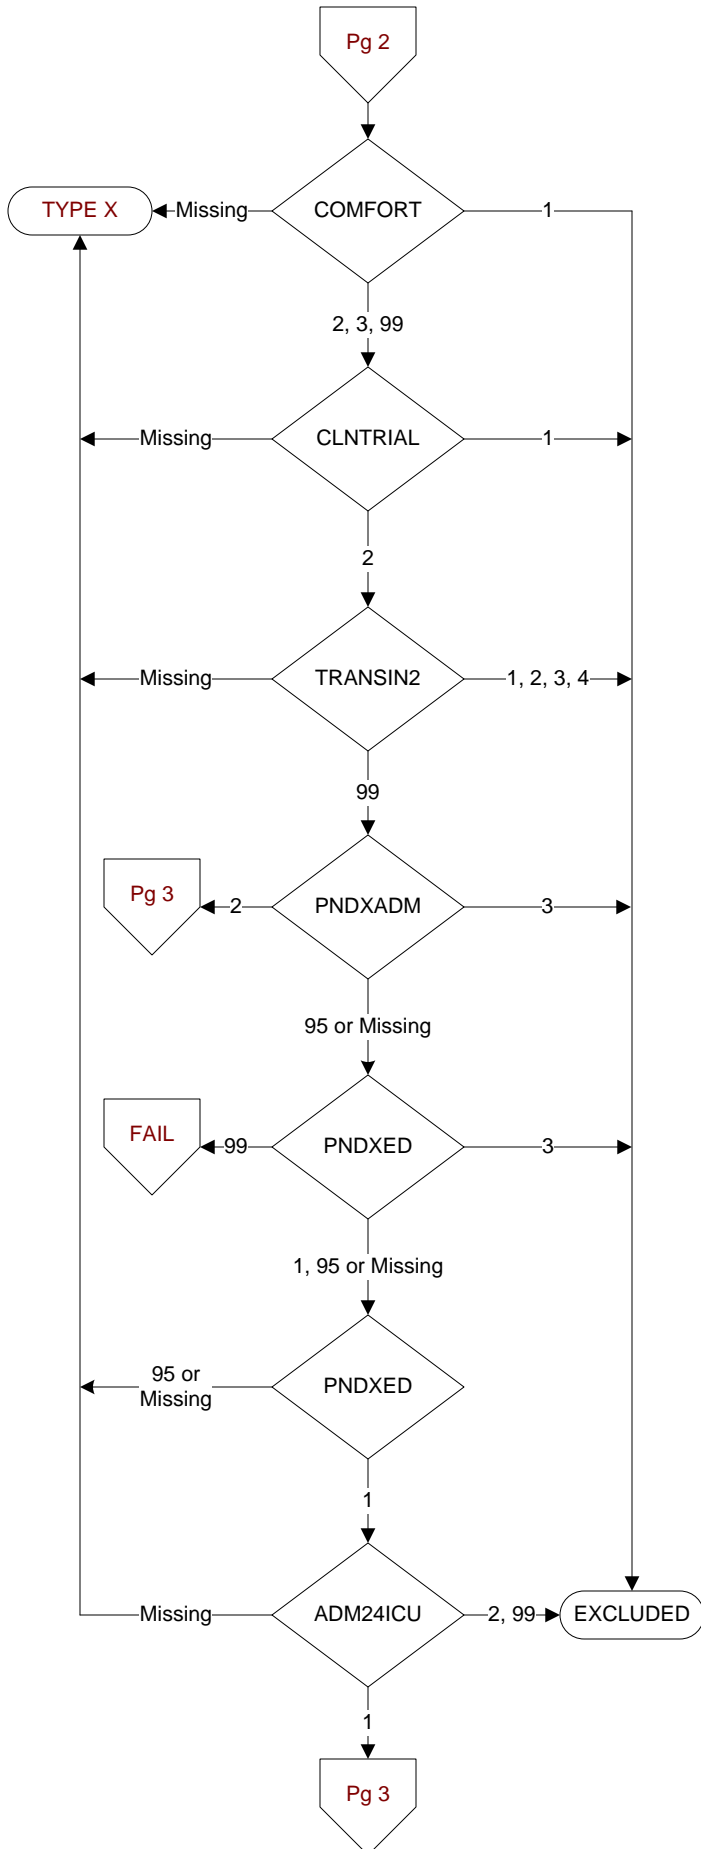 Pg 2
TYPE X
Missing
COMFORT
1
2, 3, 99
Missing
CLNTRIAL
1
2
Missing
TRANSIN2
1, 2, 3, 4
99
Pg 3
2
PNDXADM
3
95 or Missing
FAIL
99
PNDXED
3
1, 95 or Missing
95 or
Missing
PNDXED
1
Missing
ADM24ICU
2, 99
EXCLUDED
1
Pg 3